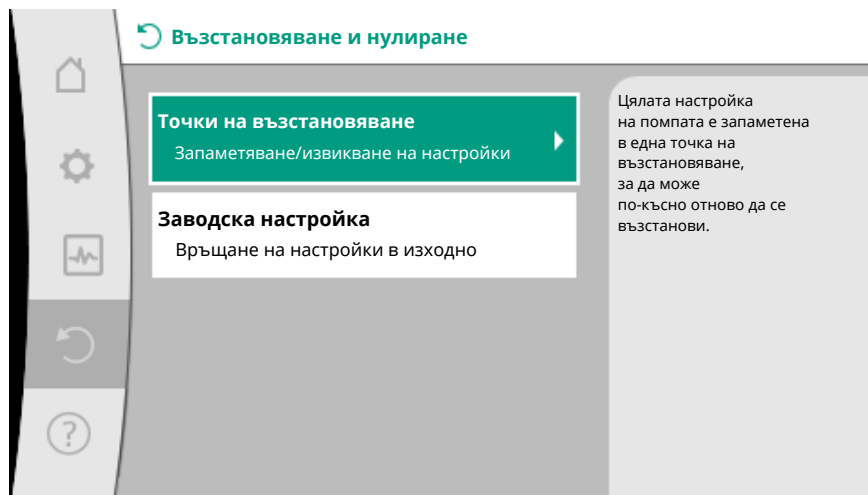 Възстановяване и нулиране
Точки на възстановяване
Запаметяване/извикване на настройки
Заводска настройка
Връщане на настройки в изходно
Цялата настройка
на помпата е запаметена
в една точка на
възстановяване,
за да може
по-късно отново да се
възстанови.
?